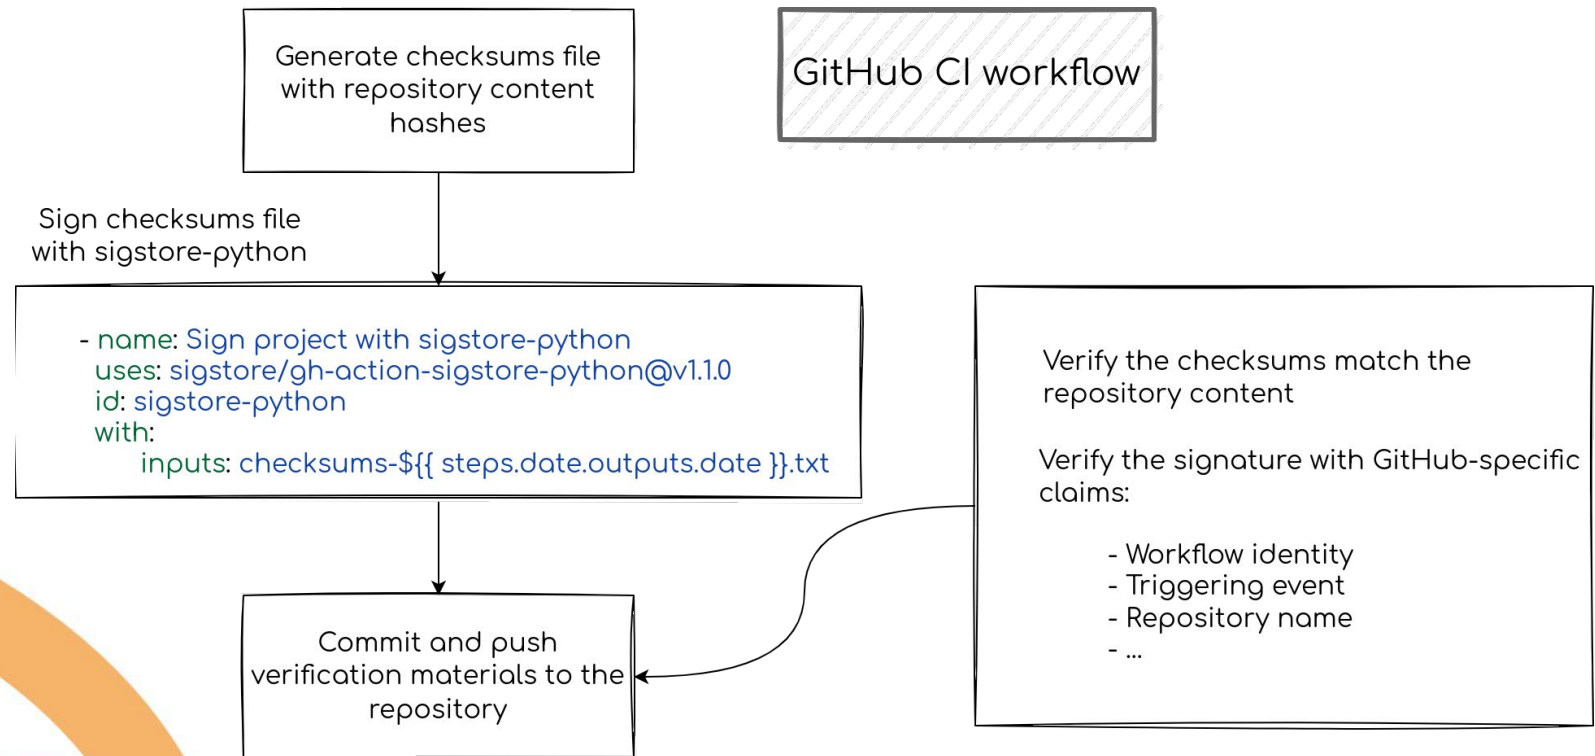 Generate checksums file
with repository content
hashes
GitHub CI workflow
Sign checksums file
with sigstore-python
- name: Sign project with sigstore-python
uses: sigstore/gh-action-sigstore-python@v1.1.0
id: sigstore-python
with:
inputs: checksums-${{ steps.date.outputs.date }}.txt
Verify the checksums match the
repository content
Verify the signature with GitHub-specific
claims:
- Workflow identity
- Triggering event
- Repository name
- ...
Commit and push
verification materials to the
repository